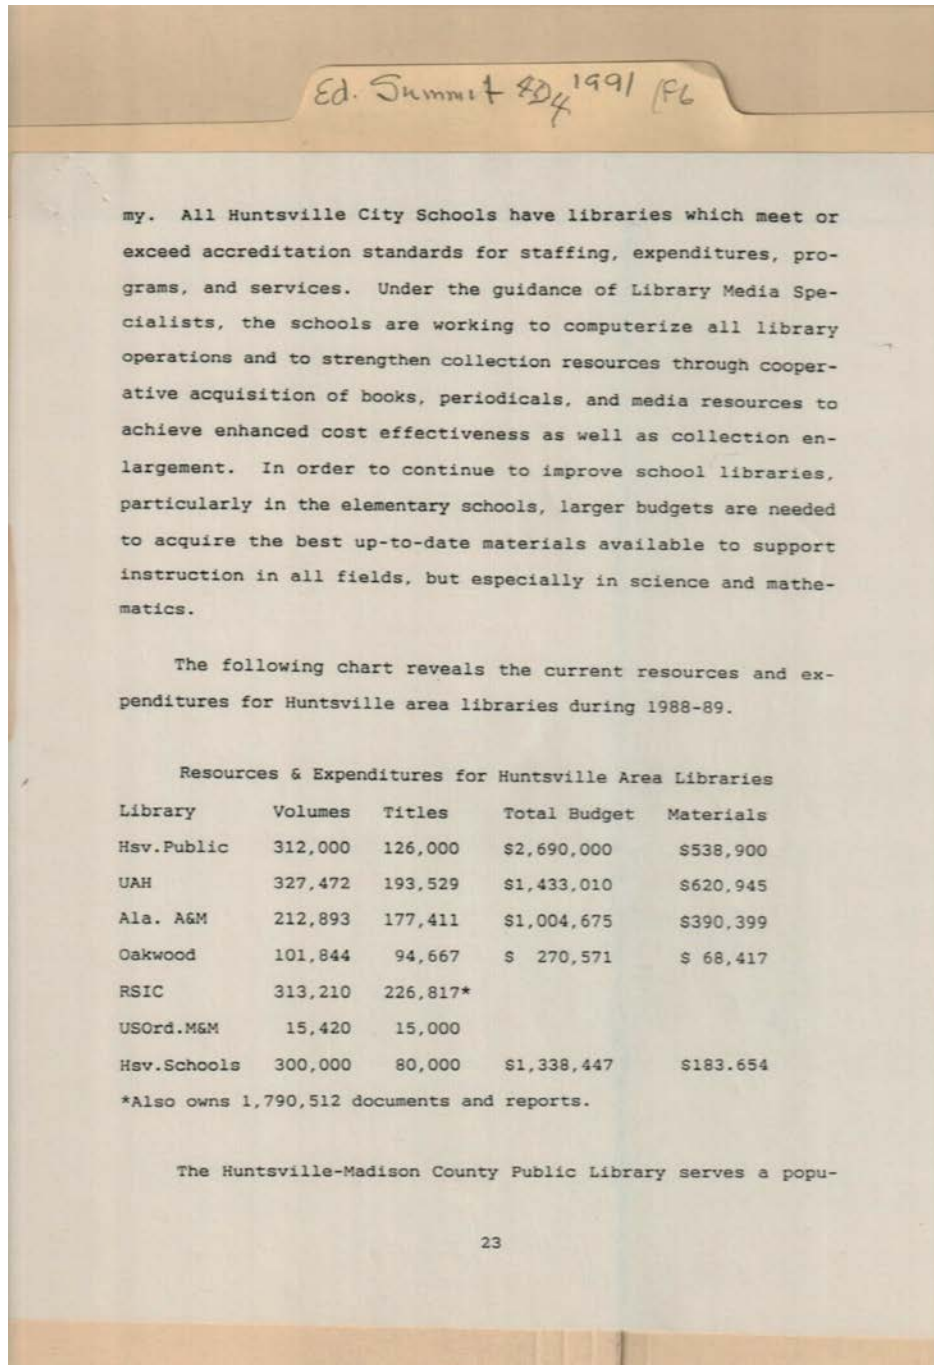 Ed. Summit 4D4 1991 /F6
my. All Huntsville City Schools have libraries which meet or
exceed accreditation standards for staffing, expenditures, pro-
grams, and services. Under the guidance of Library Media Spe-
cialists, the schools are working to computerize all library
operations and to strengthen collection resources through cooper-
ative acquisition of books, periodicals, and media resources to
achieve enhanced cost effectiveness as well as collection en-
largement. In order to continue to improve school libraries,
particularly in the elementary schools, larger budgets are needed
to acquire the best up-to-date materials available to support
instruction in all fields, but especially in science and mathe-
matics.
The following chart reveals the current resources and ex-
penditures for Huntsville area libraries during 1988-89.
Resources & Expenditures for Huntsville Area Libraries
Library Volumes Titles Total Budget Materials
Hsv.Public 312,000 126,000 $2,690,000 $538,900
UAH 327,472 193,529 $1,433,010 $620,945
Ala. A&M 212,893 177,411 $1,004,675 $390,399
Oakwood 101,844 94,667 $ 270,571 $ 68,417
RSIC 313,210 226,817*
USOrd.M&M 15,420 15,000
Hsv.Schools 300,000 80,000 $1,338,447 $183.654
*Also owns 1,790,512 documents and reports.
The Huntsville-Madison County Public Library serves a popu-
23